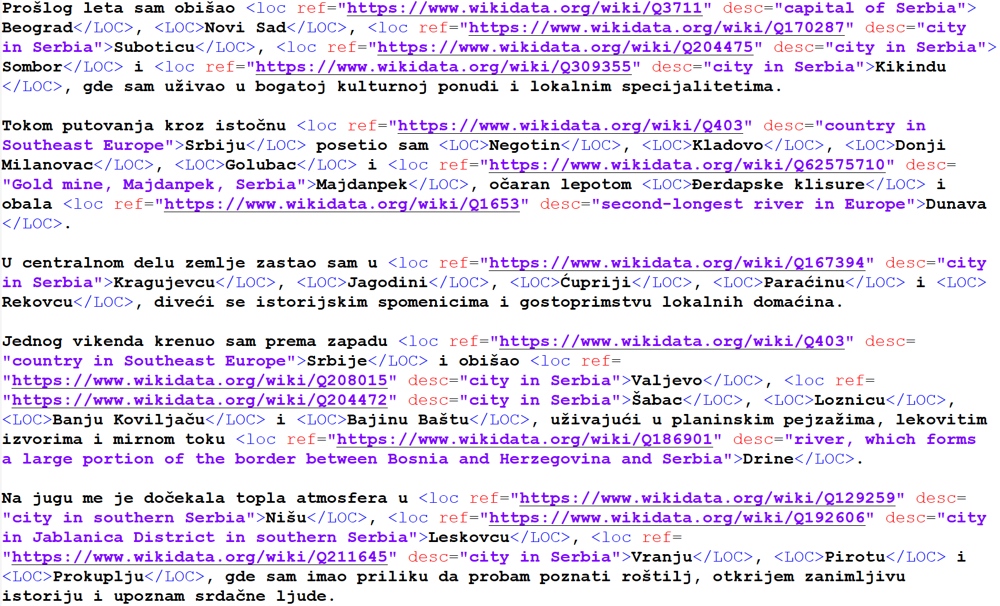 Prošlog leta sam obišao <loc ref="https://www.wikidata.org/wiki/Q3711" desc="capital of Serbia">
Beograd</LOC>, <LOC>Novi Sad</LOC>, <loc ref="https://www.wikidata.org/wiki/Q170287" desc="city
in Serbia">Suboticu</LOC>, <loc ref="https://www.wikidata.org/wiki/Q204475" desc="city in Serbia">
Sombor</LOC> i <loc ref="https://www.wikidata.org/wiki/Q309355" desc="city in Serbia">Kikindu
</LOC>, gde sam uživao u bogatoj kulturnoj ponudi i lokalnim specijalitetima.

Tokom putovanja kroz istočnu <loc ref="https://www.wikidata.org/wiki/Q403" desc="country in
Southeast Europe">Srbiju</LOC> posetio sam <LOC>Negotin</LOC>, <LOC>Kladovo</LOC>, <LOC>Donji
Milanovac</LOC>, <LOC>Golubac</LOC> i <loc ref="https://www.wikidata.org/wiki/Q62575710" desc=
"Gold mine, Majdanpek, Serbia">Majdanpek</LOC>, očaran lepotom <LOC>Đerdapske klisure</LOC> i
obala <loc ref="https://www.wikidata.org/wiki/Q1653" desc="second-longest river in Europe">Dunava
</LOC>.

U centralnom delu zemlje zastao sam u <loc ref="https://www.wikidata.org/wiki/Q167394" desc="city
in Serbia">Kragujevcu</LOC>, <LOC>Jagodini</LOC>, <LOC>Ćupriji</LOC>, <LOC>Paraćinu</LOC> i <LOC>
Rekovcu</LOC>, diveći se istorijskim spomenicima i gostoprimstvu lokalnih domaćina.

Jednog vikenda krenuo sam prema zapadu <loc ref="https://www.wikidata.org/wiki/Q403" desc=
"country in Southeast Europe">Srbije</LOC> i obišao <loc ref=
"https://www.wikidata.org/wiki/Q208015" desc="city in Serbia">Valjevo</LOC>, <loc ref=
"https://www.wikidata.org/wiki/Q204472" desc="city in Serbia">Šabac</LOC>, <LOC>Loznicu</LOC>,
<LOC>Banju Koviljaču</LOC> i <LOC>Bajinu Baštu</LOC>, uživajući u planinskim pejzažima, lekovitim
izvorima i mirnom toku <loc ref="https://www.wikidata.org/wiki/Q186901" desc="river, which forms
a large portion of the border between Bosnia and Herzegovina and Serbia">Drine</LOC>.

Na jugu me je dočekala topla atmosfera u <loc ref="https://www.wikidata.org/wiki/Q129259" desc=
"city in southern Serbia">Nišu</LOC>, <loc ref="https://www.wikidata.org/wiki/Q192606" desc="city
in Jablanica District in southern Serbia">Leskovcu</LOC>, <loc ref=
"https://www.wikidata.org/wiki/Q211645" desc="city in Serbia">Vranju</LOC>, <LOC>Pirotu</LOC> i
<LOC>Prokuplju</LOC>, gde sam imao priliku da probam poznati roštilj, otkrijem zanimljivu
istoriju i upoznam srdačne ljude.